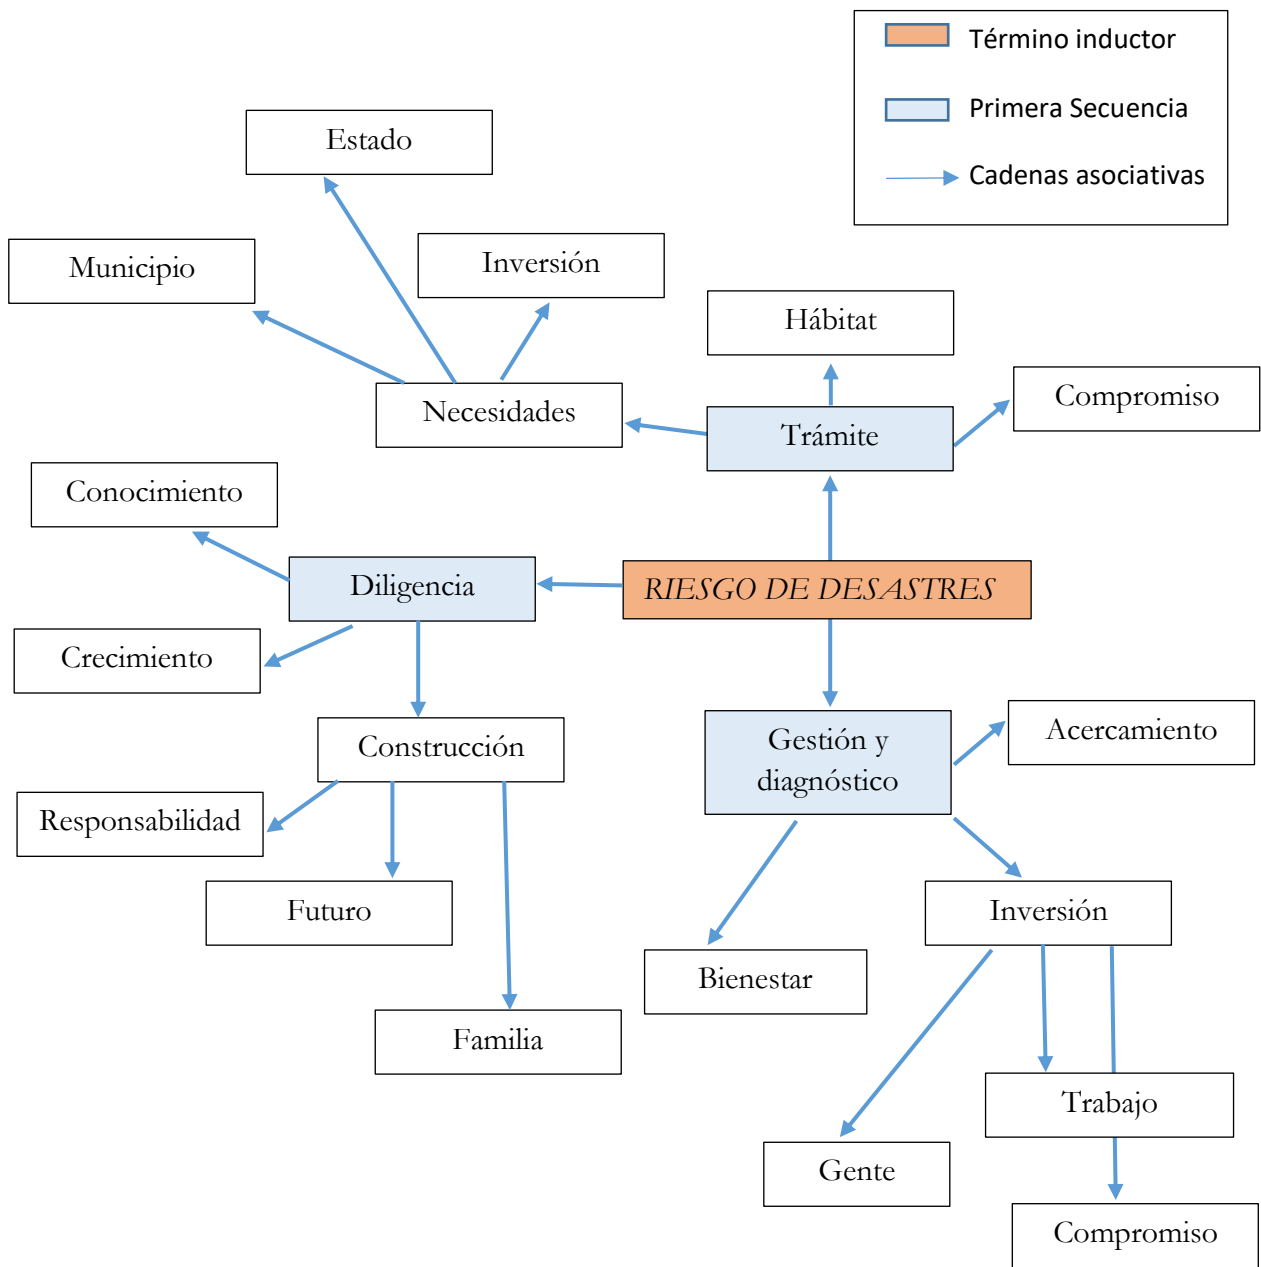 Término inductor
Primera Secuencia
Cadenas asociativas
Estado
Municipio
Inversión
Hábitat
Compromiso
Necesidades
Trámite
Conocimiento
Diligencia
RIESGO DE DESASTRES
Crecimiento
Construcción
Gestión y
diagnóstico
Acercamiento
Responsabilidad
Futuro
Inversión
Bienestar
Familia
Trabajo
Gente
Compromiso